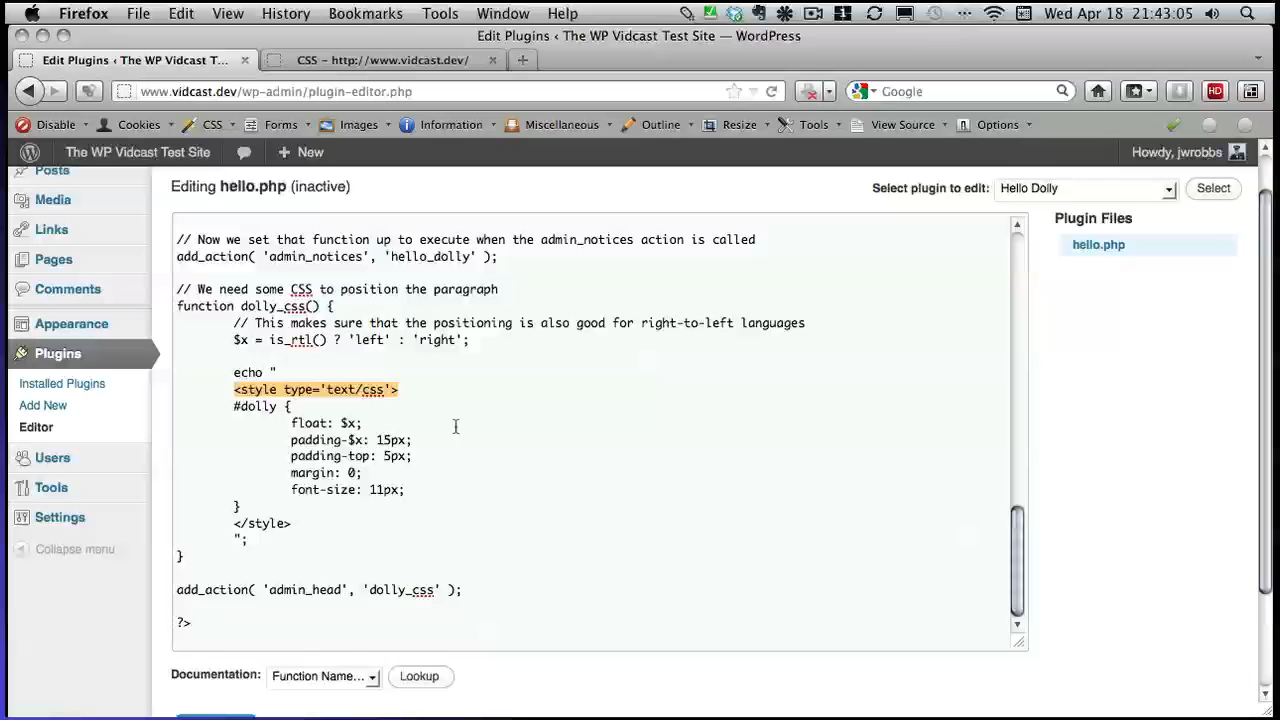 Firefox File Edit View History Bookmarks Tools Window Help Wed Apr 18 21:43:05
Edit Plugins ‹ The WP Vidcast Test Site — WordPress
Edit Plugins ‹ The WP Vidcast T... CSS - http://www.vidcast.dev/
www.vidcast.dev/wp-admin/plugin-editor.php Google HD
Disable Cookies CSS Forms Images Information Miscellaneous Outline Resize Tools View Source Options
The WP Vidcast Test Site + New Howdy, jwrobbs
Posts
Media
Links
Pages
Comments
Appearance
Plugins
Installed Plugins
Add New
Editor
Users
Tools
Settings
Collapse menu
Editing hello.php (inactive)
Select plugin to edit: Hello Dolly Select
// Now we set that function up to execute when the admin_notices action is called
add_action( 'admin_notices', 'hello_dolly' );
// We need some CSS to position the paragraph
function dolly_css() {
// This makes sure that the positioning is also good for right-to-left languages
$x = is_rtl() ? 'left' : 'right';
echo "
<style type='text/css'>
#dolly {
float: $x;
padding-$x: 15px;
padding-top: 5px;
margin: 0;
font-size: 11px;
}
</style>
";
}
add_action( 'admin_head', 'dolly_css' );
?>
Plugin Files
hello.php
Documentation: Function Name... Lookup